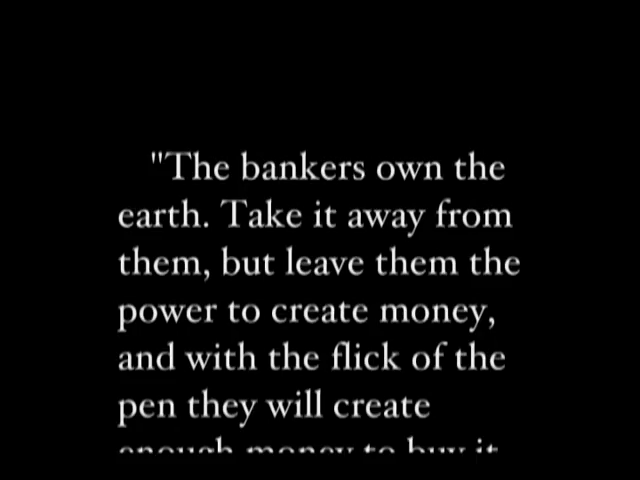 "The bankers own the
earth. Take it away from
them, but leave them the
power to create money,
and with the flick of the
pen they will create
enough money to buy it